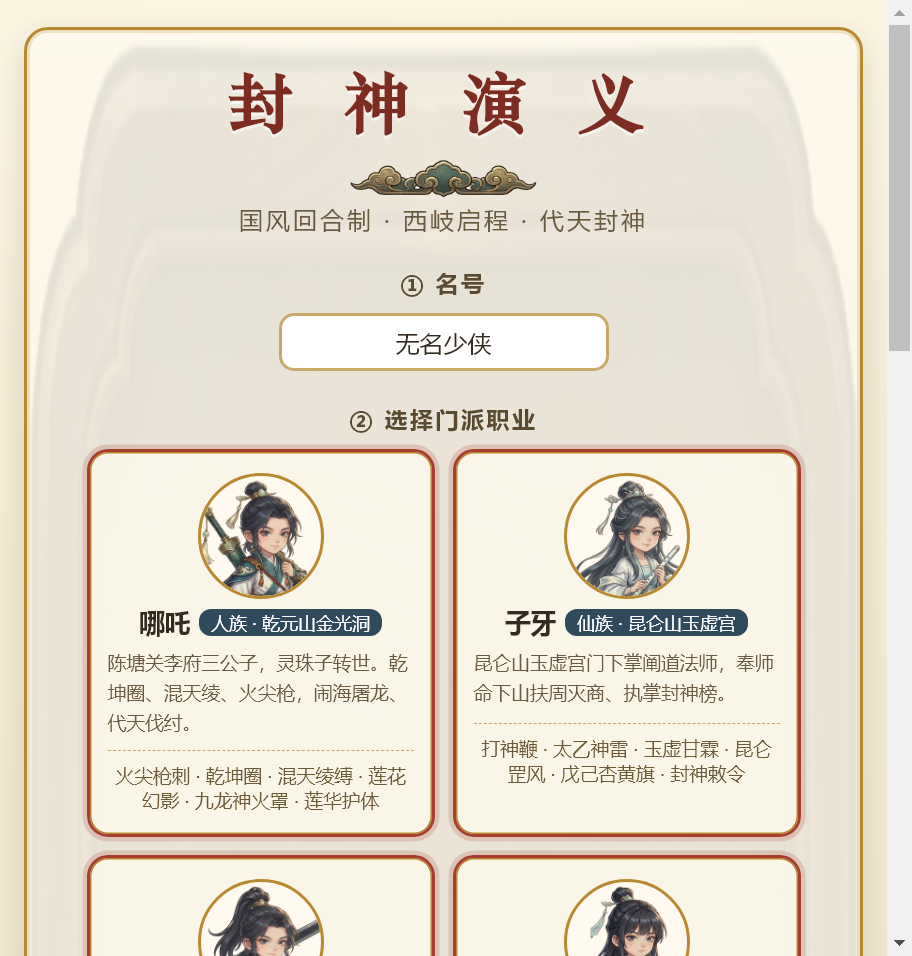 封神演义
国风回合制 · 西岐启程 · 代天封神
① 名号
无名少侠
② 选择门派职业
哪吒 人族 · 乾元山金光洞
陈塘关李府三公子，灵珠子转世。乾
坤圈、混天绫、火尖枪，闹海屠龙、
代天伐纣。
火尖枪刺 · 乾坤圈 · 混天绫缚 · 莲花
幻影 · 九龙神火罩 · 莲华护体
子牙 仙族 · 昆仑山玉虚宫
昆仑山玉虚宫门下掌阐道法师，奉师
命下山扶周灭商、执掌封神榜。
打神鞭 · 太乙神雷 · 玉虚甘霖 · 昆仑
罡风 · 戊己杏黄旗 · 封神敕令